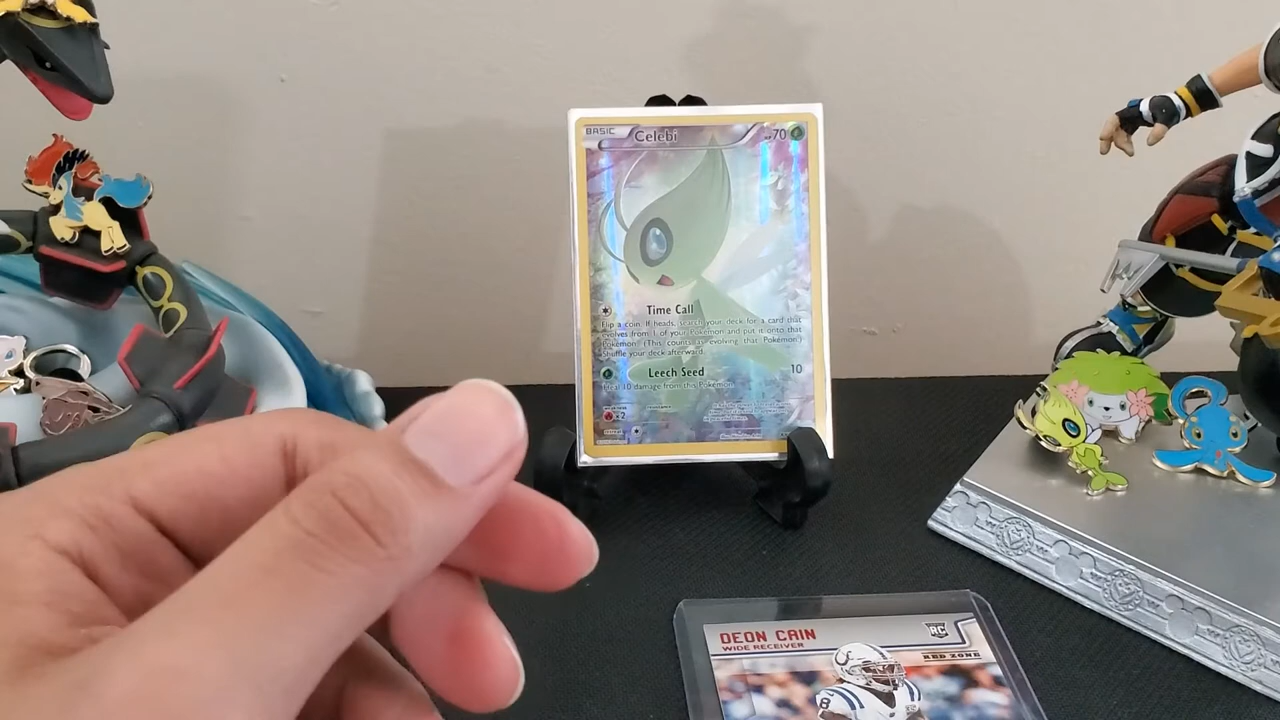 BASIC Celebi HP 70
Time Call
Flip a coin. If heads, search your deck for a card that
evolves from 1 of your Pokémon and put it onto that
Pokémon. (This counts as evolving that Pokémon.)
Shuffle your deck afterward.
Leech Seed 10
Heal 10 damage from this Pokémon.
×2
DEON CAIN RC
WIDE RECEIVER
RED ZONE
8